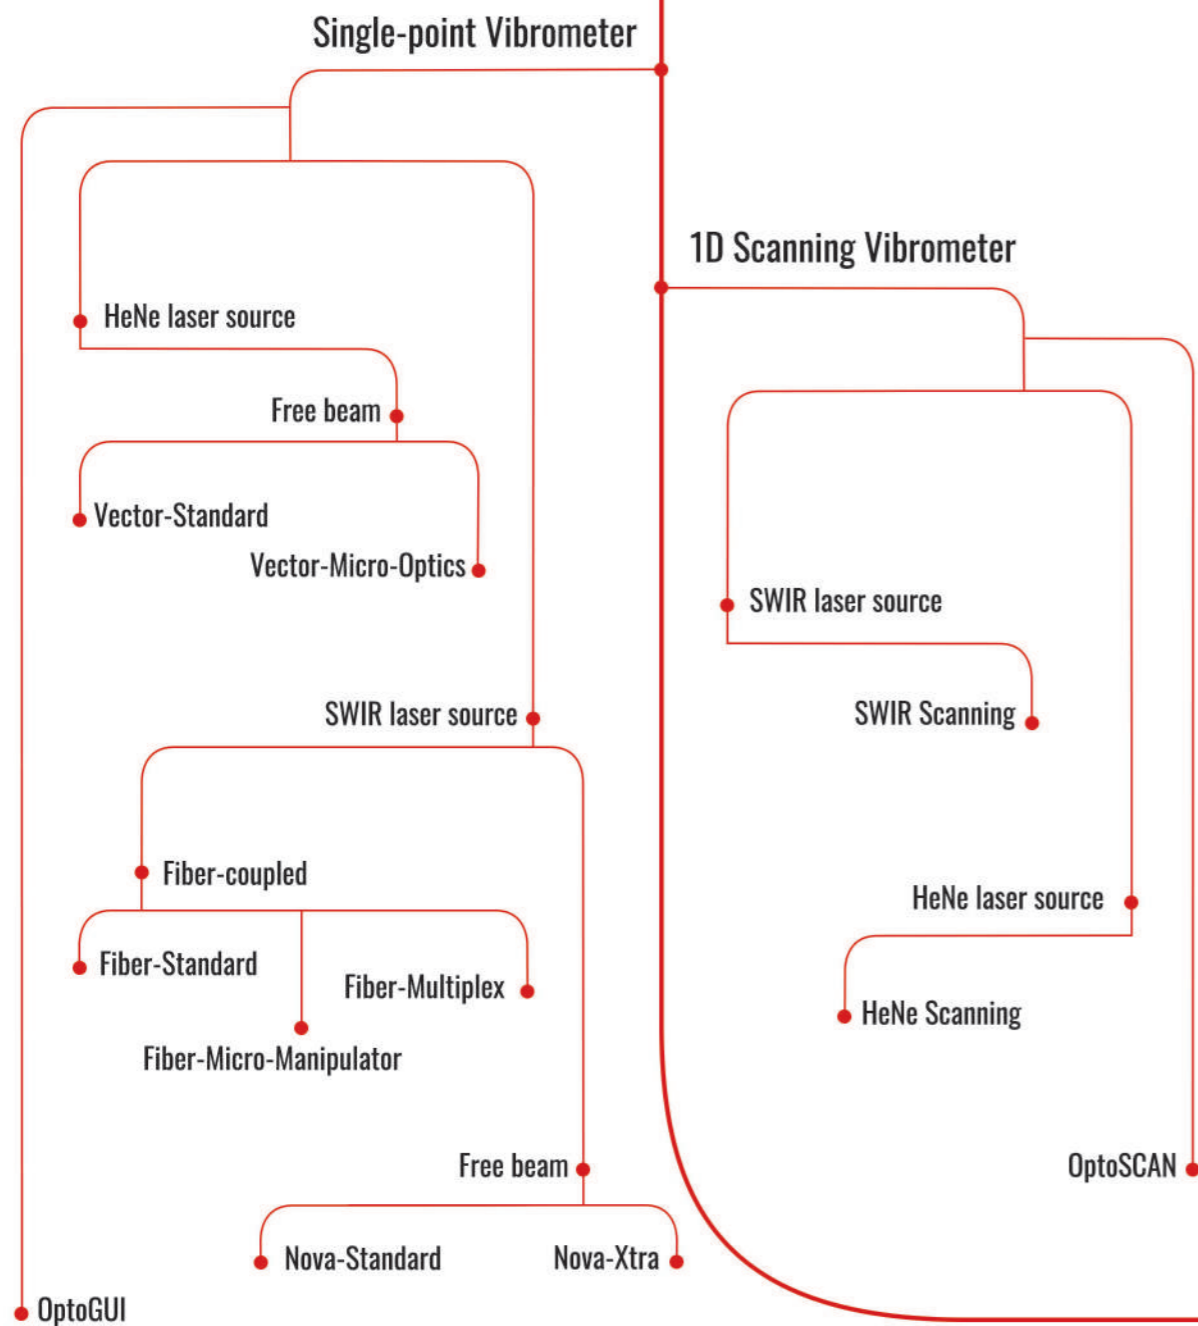 Single-point Vibrometer
HeNe laser source
Free beam
Vector-Standard
Vector-Micro-Optics
SWIR laser source
Fiber-coupled
Fiber-Standard
Fiber-Multiplex
Fiber-Micro-Manipulator
Free beam
Nova-Standard
Nova-Xtra
OptoGUI
1D Scanning Vibrometer
SWIR laser source
SWIR Scanning
HeNe laser source
HeNe Scanning
OptoSCAN